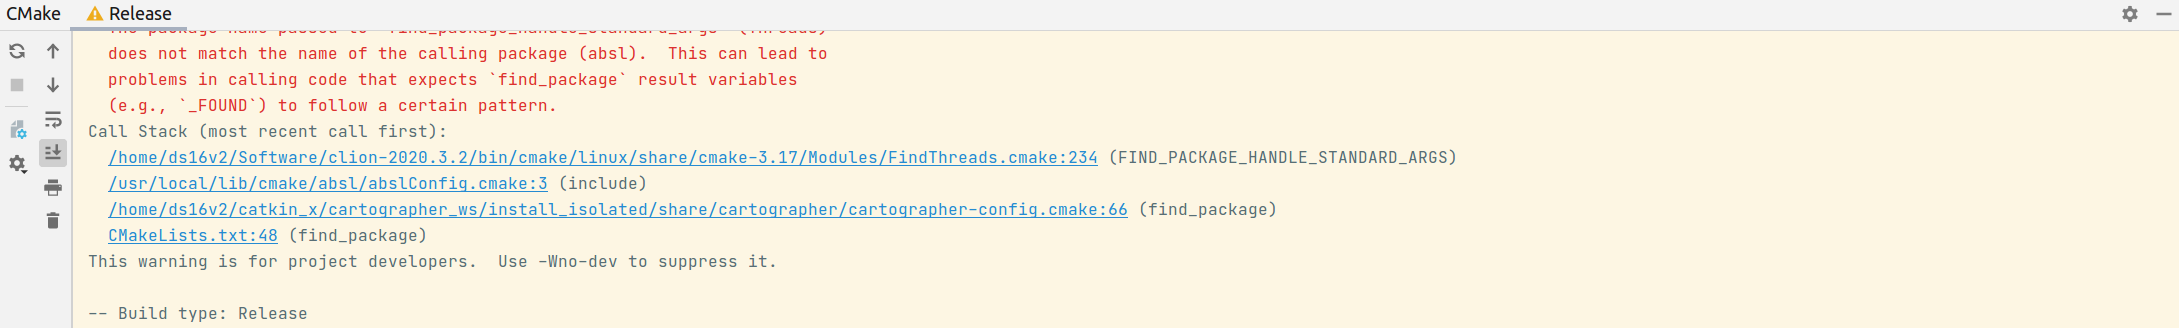 CMake Release
does not match the name of the calling package (absl).  This can lead to
problems in calling code that expects `find_package` result variables
(e.g., `_FOUND`) to follow a certain pattern.
Call Stack (most recent call first):
/home/ds16v2/Software/clion-2020.3.2/bin/cmake/linux/share/cmake-3.17/Modules/FindThreads.cmake:234 (FIND_PACKAGE_HANDLE_STANDARD_ARGS)
/usr/local/lib/cmake/absl/abslConfig.cmake:3 (include)
/home/ds16v2/catkin_x/cartographer_ws/install_isolated/share/cartographer/cartographer-config.cmake:66 (find_package)
CMakeLists.txt:48 (find_package)
This warning is for project developers.  Use -Wno-dev to suppress it.
-- Build type: Release